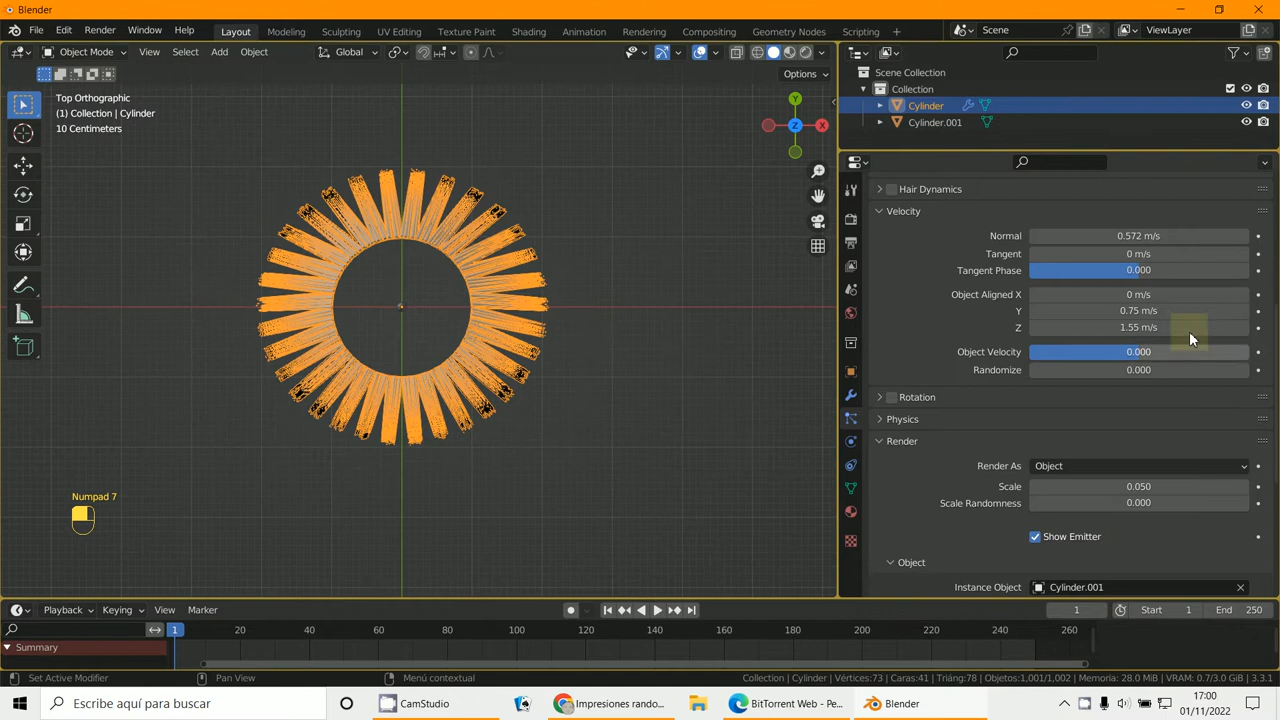 Blender
File Edit Render Window Help Layout Modeling Sculpting UV Editing Texture Paint Shading Animation Rendering Compositing Geometry Nodes Scripting Scene ViewLayer
Object Mode View Select Add Object Global
Options
Top Orthographic
(1) Collection | Cylinder
10 Centimeters
Y
Z
X
Numpad 7
Scene Collection
Collection
Cylinder
Cylinder.001
Hair Dynamics
Velocity
Normal 0.572 m/s
Tangent 0 m/s
Tangent Phase 0.000
Object Aligned X 0 m/s
Y 0.75 m/s
Z 1.55 m/s
Object Velocity 0.000
Randomize 0.000
Rotation
Physics
Render
Render As Object
Scale 0.050
Scale Randomness 0.000
Show Emitter
Object
Instance Object Cylinder.001
Playback Keying View Marker 1 Start 1 End 250
1 20 40 60 80 100 120 140 160 180 200 220 240 260
Summary
Set Active Modifier Pan View Menú contextual Collection | Cylinder | Vértices:73 | Caras:41 | Triáng:78 | Objetos:1,001/1,002 | Memoria: 28.0 MiB | VRAM: 0.7/3.0 GiB | 3.3.1
Escribe aquí para buscar CamStudio Impresiones rando... BitTorrent Web - Pe... Blender 17:00
01/11/2022